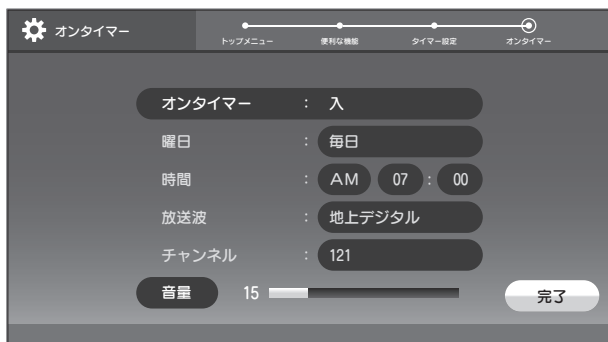 オンタイマー
トップメニュー 便利な機能 タイマー設定 オンタイマー
オンタイマー : 入
曜日 : 毎日
時間 : AM 07 : 00
放送波 : 地上デジタル
チャンネル : 121
音量 15
完了